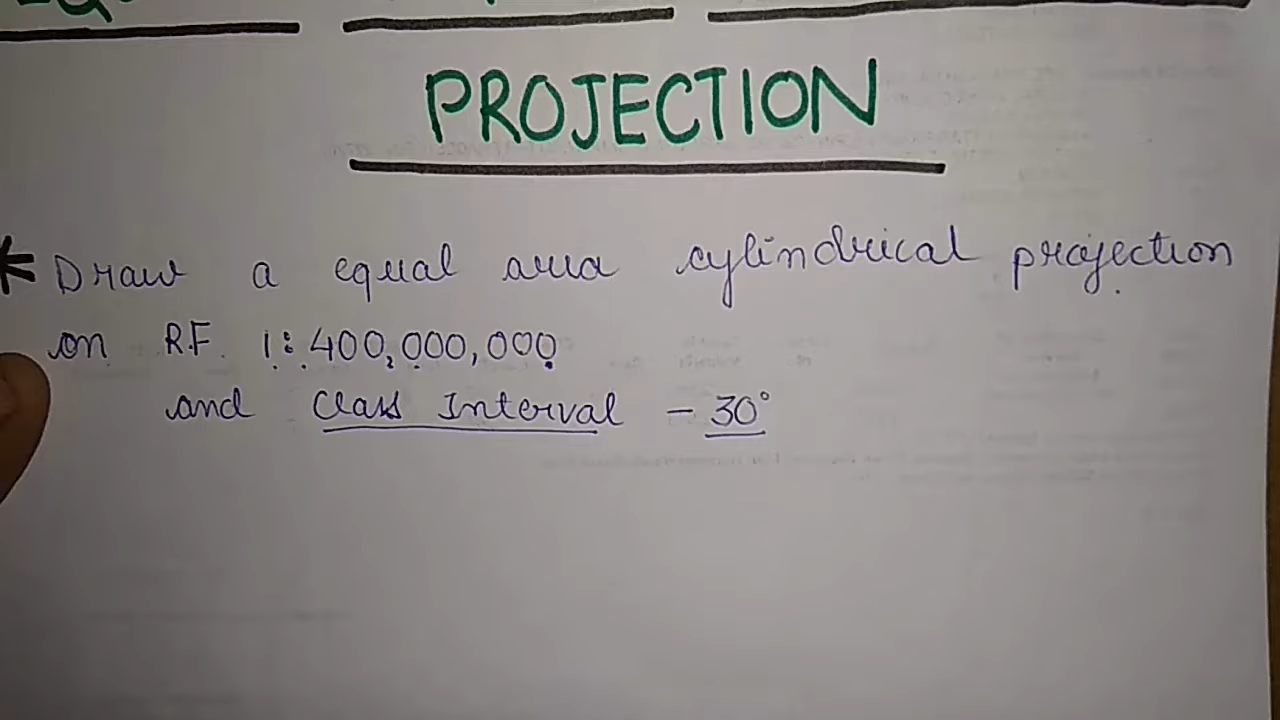 PROJECTION
* Draw a equal area cylindrical projection
on RF. 1:400,000,000
and Class Interval - 30°